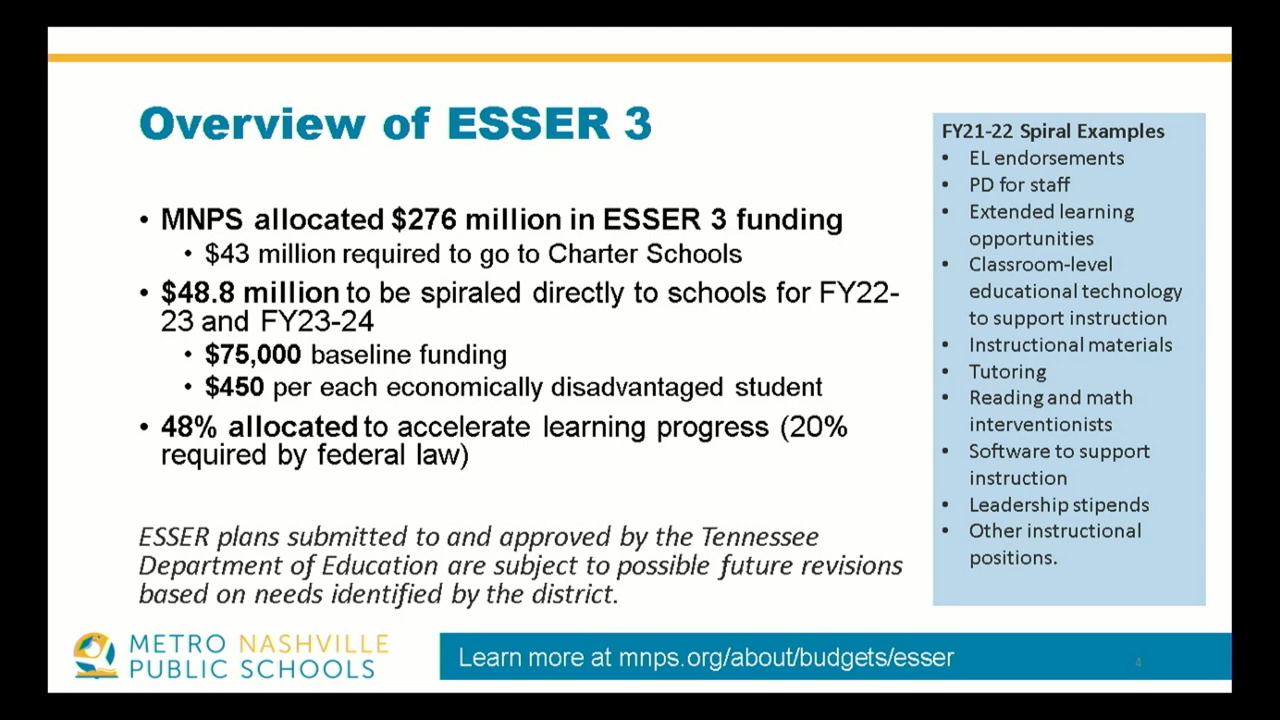 Overview of ESSER 3
• MNPS allocated $276 million in ESSER 3 funding
• $43 million required to go to Charter Schools
• $48.8 million to be spiraled directly to schools for FY22-
23 and FY23-24
• $75,000 baseline funding
• $450 per each economically disadvantaged student
• 48% allocated to accelerate learning progress (20%
required by federal law)
ESSER plans submitted to and approved by the Tennessee
Department of Education are subject to possible future revisions
based on needs identified by the district.
FY21-22 Spiral Examples
• EL endorsements
• PD for staff
• Extended learning
opportunities
• Classroom-level
educational technology
to support instruction
• Instructional materials
• Tutoring
• Reading and math
interventionists
• Software to support
instruction
• Leadership stipends
• Other instructional
positions.
METRO NASHVILLE
PUBLIC SCHOOLS
Learn more at mnps.org/about/budgets/esser
4